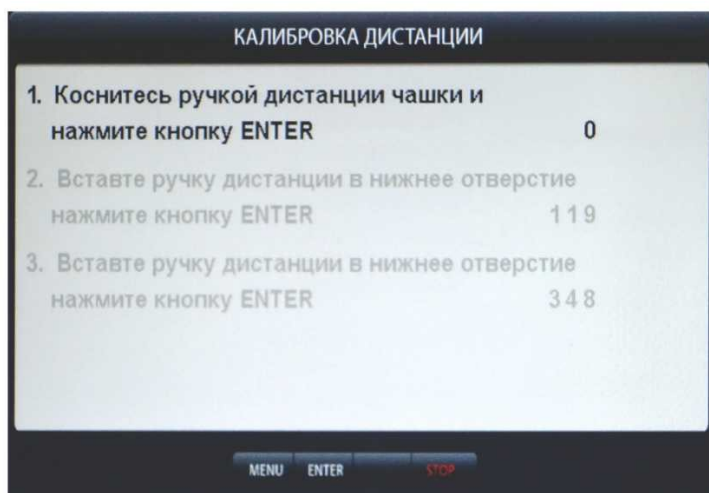 КАЛИБРОВКА ДИСТАНЦИИ
1. Коснитесь ручкой дистанции чашки и
нажмите кнопку ENTER 0
2. Вставте ручку дистанции в нижнее отверстие
нажмите кнопку ENTER 119
3. Вставте ручку дистанции в нижнее отверстие
нажмите кнопку ENTER 348
MENU ENTER STOP